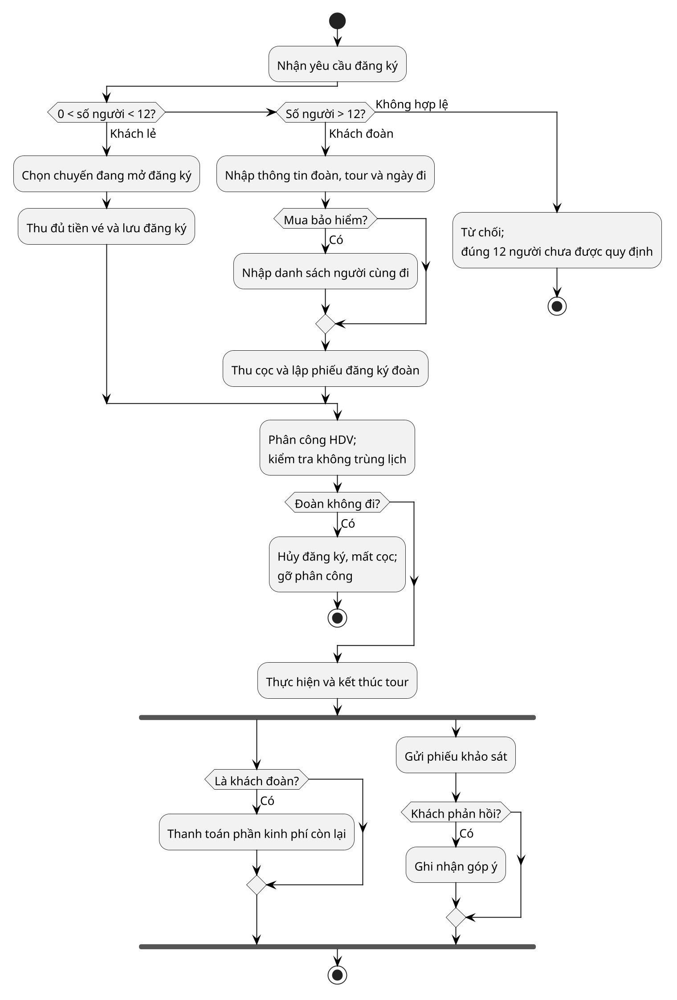 Nhận yêu cầu đăng ký
0 < số người < 12?
Số người > 12?
Không hợp lệ
Khách lẻ
Khách đoàn
Chọn chuyến đang mở đăng ký
Nhập thông tin đoàn, tour và ngày đi
Thu đủ tiền vé và lưu đăng ký
Mua bảo hiểm?
Có
Từ chối;
đúng 12 người chưa được quy định
Nhập danh sách người cùng đi
Thu cọc và lập phiếu đăng ký đoàn
Phân công HDV;
kiểm tra không trùng lịch
Đoàn không đi?
Có
Hủy đăng ký, mất cọc;
gỡ phân công
Thực hiện và kết thúc tour
Gửi phiếu khảo sát
Là khách đoàn?
Có
Thanh toán phần kinh phí còn lại
Khách phản hồi?
Có
Ghi nhận góp ý